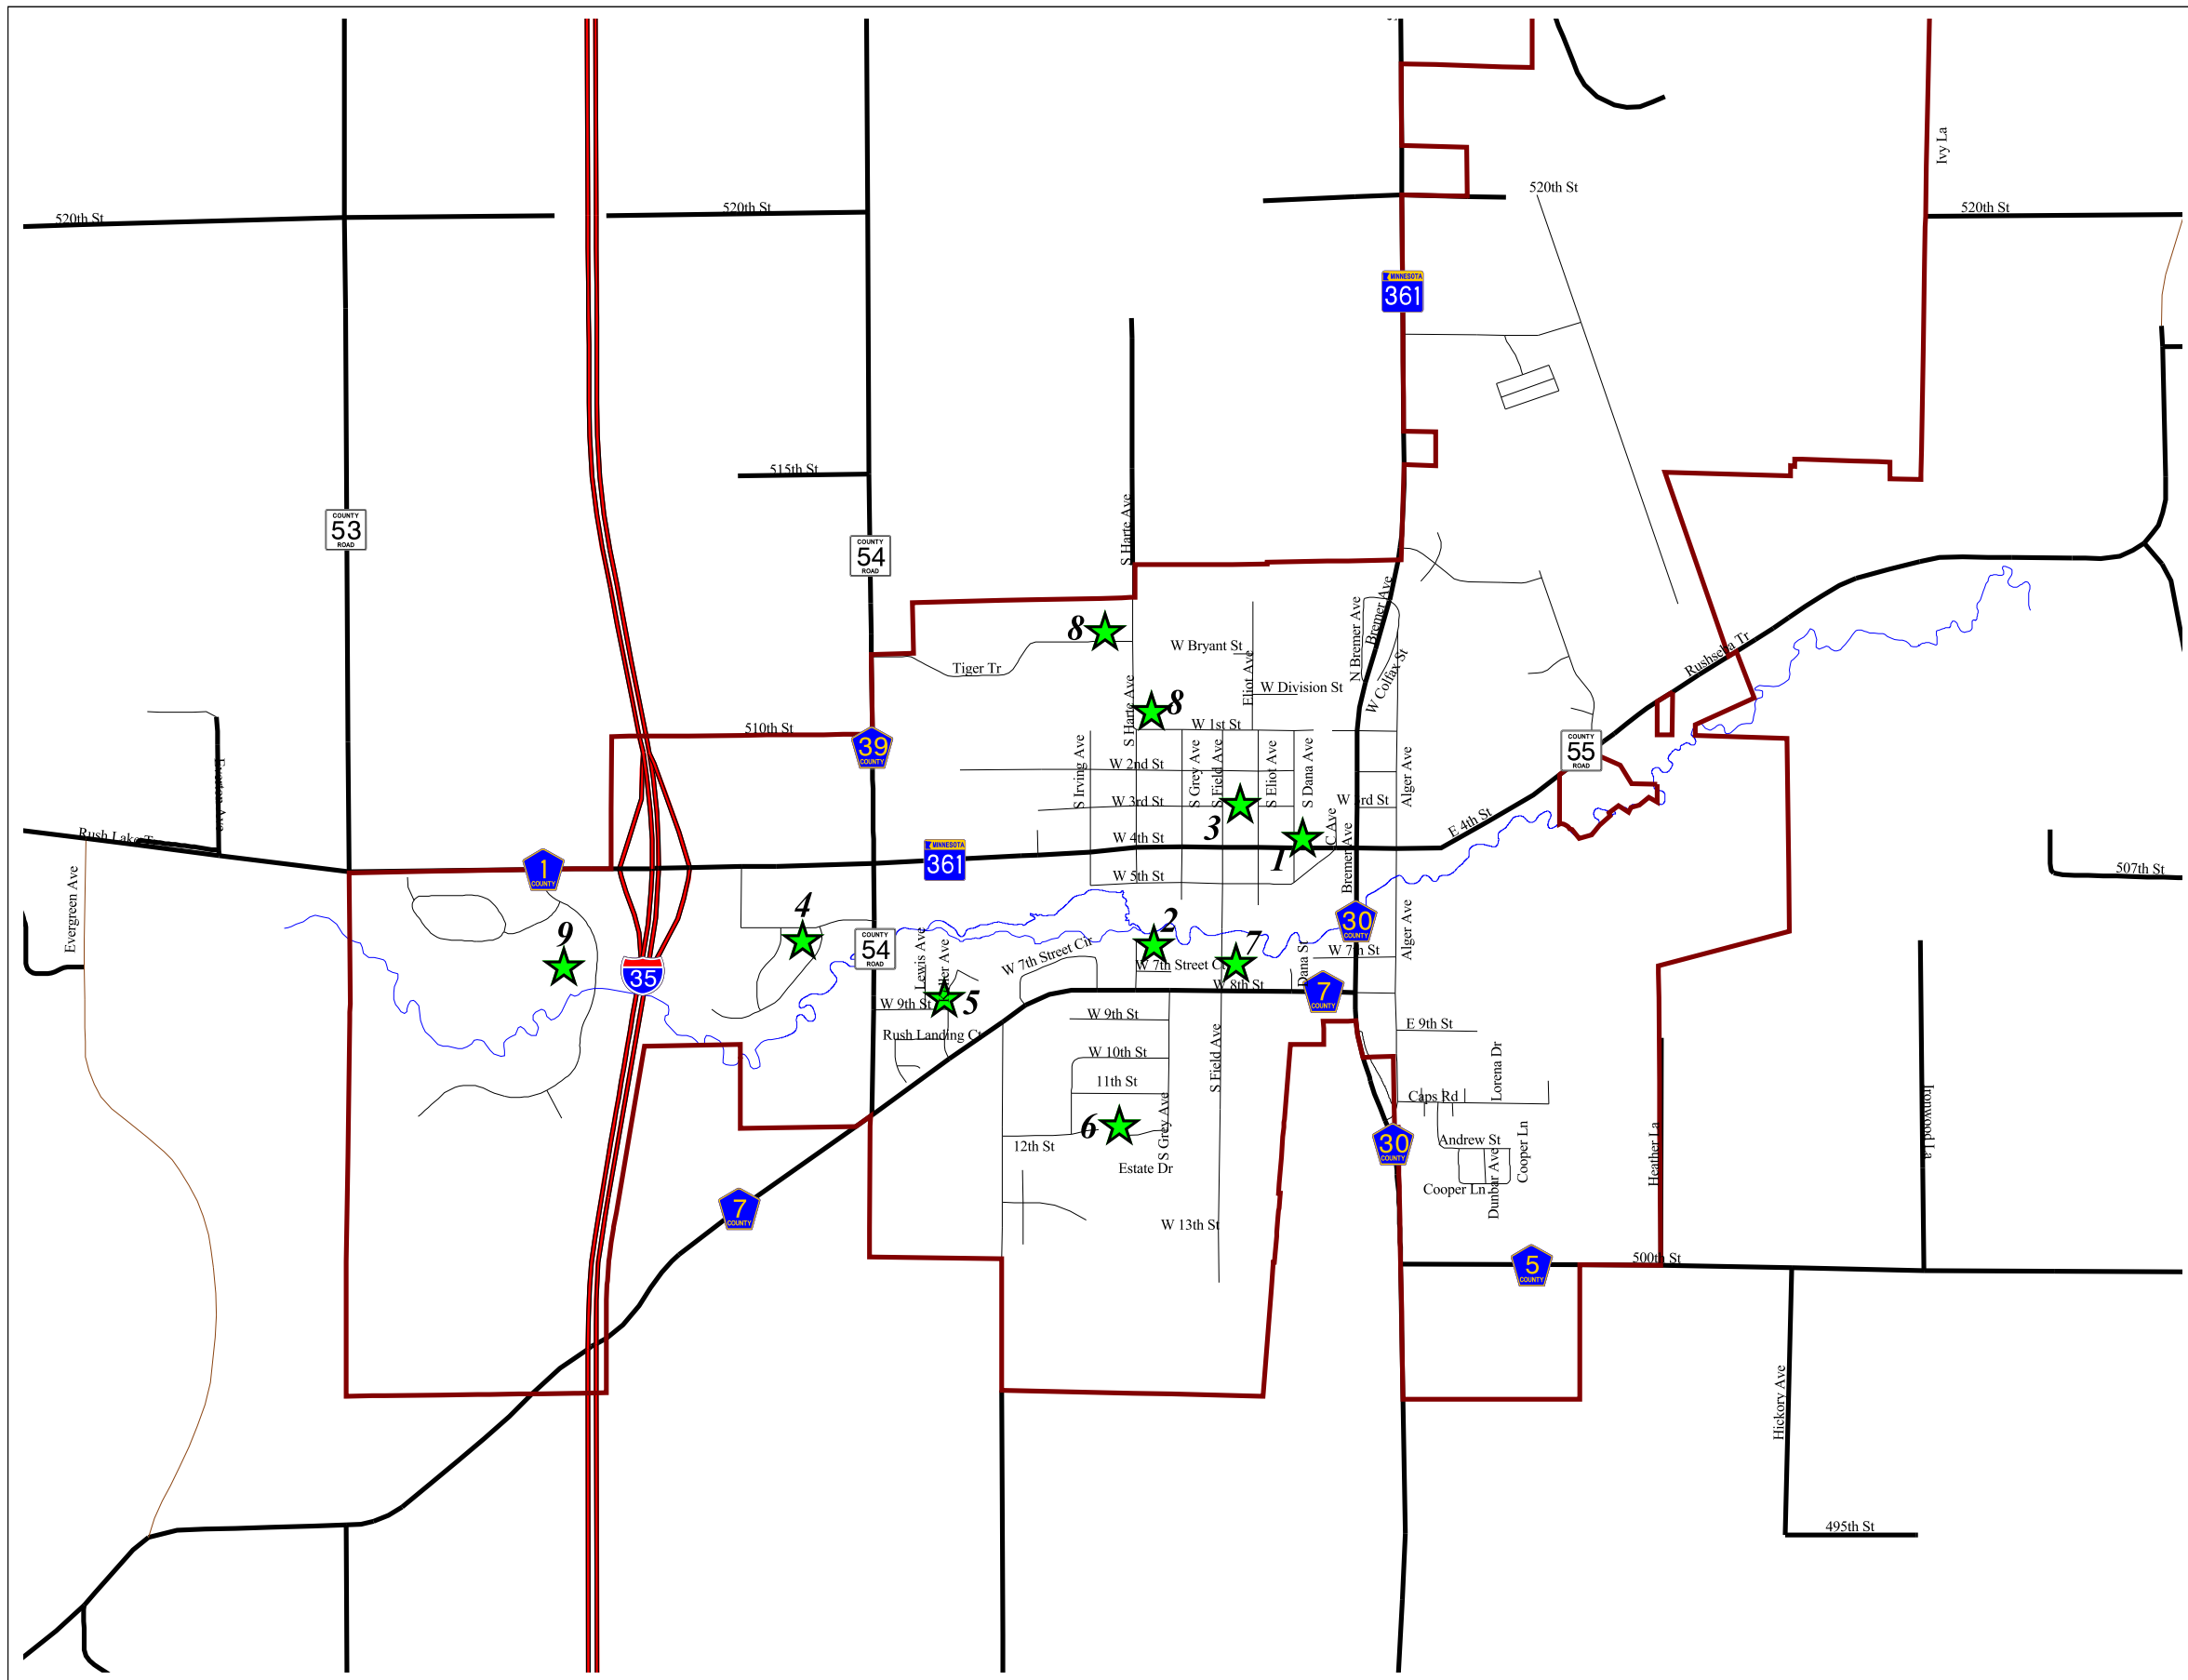 Ivy La
520th St
520th St
520th St
520th St
MINNESOTA
361
515th St
S Harte Ave
COUNTY
53
ROAD
COUNTY
54
ROAD
8
Tiger Tr
W Bryant St
Eliot Ave
W Division St
N Bremer Ave
Bremer Ave
W Colfax St
Rushseba Tr
S Harte Ave
8
W 1st St
510th St
39
COUNTY
COUNTY
55
ROAD
Everton Ave
S Irving Ave
W 2nd St
S Grey Ave
S Field Ave
S Eliot Ave
S Dana Ave
Alger Ave
W 3rd St
W 3rd St
3
C Ave
E 4th St
Rush Lake Tr
W 4th St
1
Bremer Ave
MINNESOTA
361
1
COUNTY
W 5th St
507th St
Evergreen Ave
4
9
2
30
COUNTY
Alger Ave
COUNTY
54
ROAD
Lewis Ave
W 7th Street Cir
7
W 7th Street Ct
Dana St
W 7th St
35
W 9th St
5
W 8th St
7
COUNTY
Rush Landing Ct
W 9th St
E 9th St
W 10th St
S Field Ave
Lorena Dr
11th St
Caps Rd
Ironwood La
6
S Grey Ave
12th St
30
COUNTY
Andrew St
Cooper Ln
Heather La
Estate Dr
Cooper Ln
Dunbar Ave
7
COUNTY
W 13th St
5
COUNTY
500th St
Hickory Ave
495th St